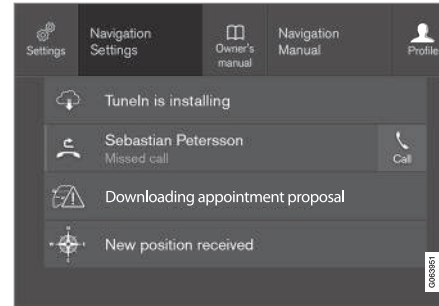 Navigation
Settings
Navigation
Manual
Settings
Owner's
manual
Profile
TuneIn is installing
Sebastian Petersson
Missed call
Call
Downloading appointment proposal
New position received
G063951